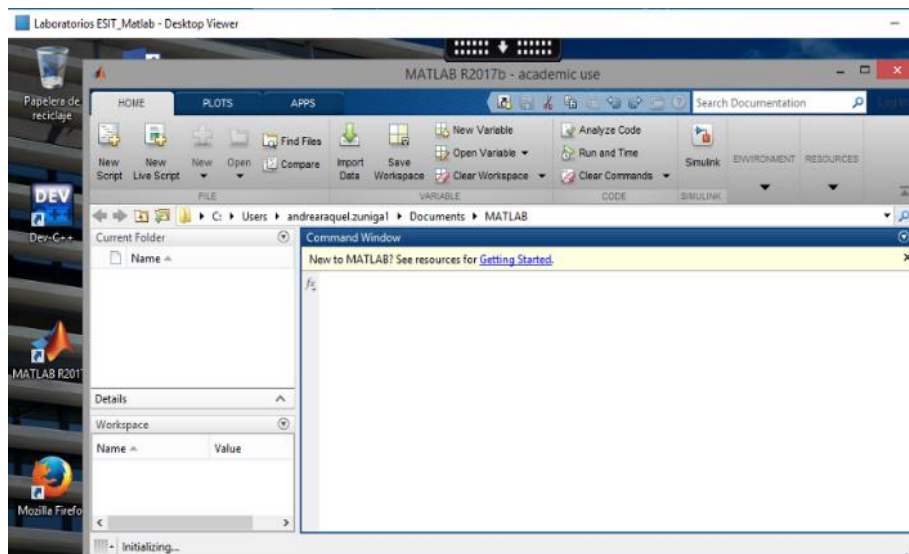 Laboratorios ESIT_Matlab - Desktop Viewer
Papelera de
reciclaje
DEV
Dev-C++
MATLAB R201
Mozilla Firefo
MATLAB R2017b - academic use
HOME PLOTS APPS
Search Documentation
New
Script
New
Live Script
New
Open
Find Files
Compare
FILE
Import
Data
Save
Workspace
New Variable
Open Variable
Clear Workspace
VARIABLE
Analyze Code
Run and Time
Clear Commands
CODE
Simulink
SIMULINK
ENVIRONMENT
RESOURCES
C: Users andrearaquel.zuniga1 Documents MATLAB
Current Folder
Name
Details
Workspace
Name Value
Command Window
New to MATLAB? See resources for Getting Started.
fx
Initializing...